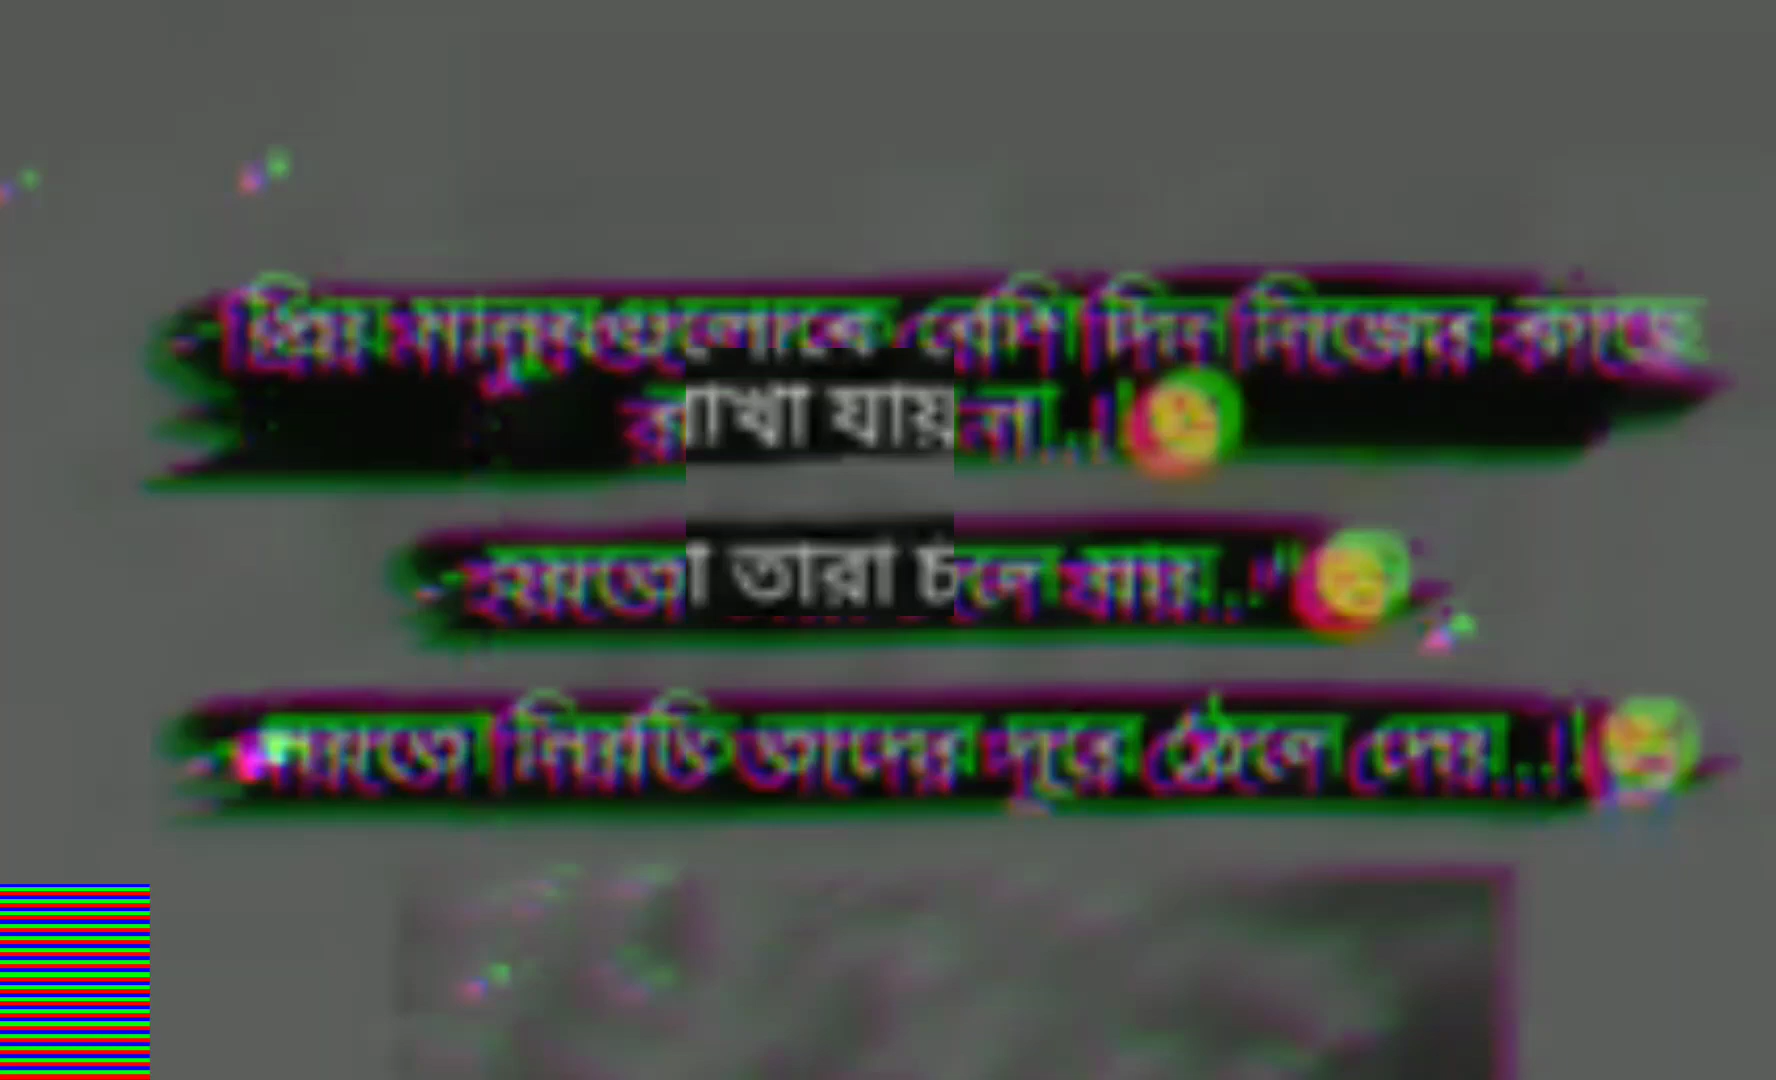 - প্রিয় মানুষগুলোকে বেশি দিন নিজের কাছে
রাখা যায় না..!🙂
- হয়তো তারা চলে যায়..!"🙂
- নয়তো নিয়তি তাদের দূরে ঠেলে দেয়..!!😥